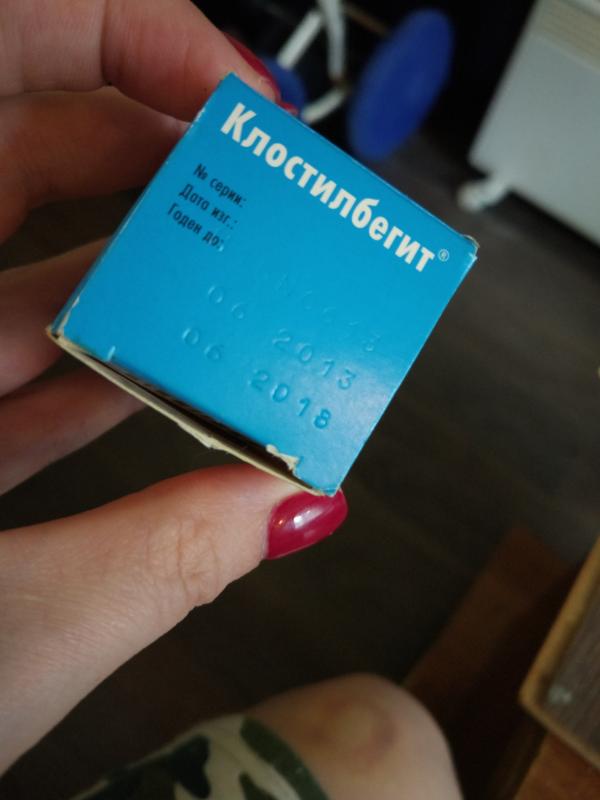 Клостилбегит®
№ серии:
Дата изг.:
Годен до:
06 2013
06 2018